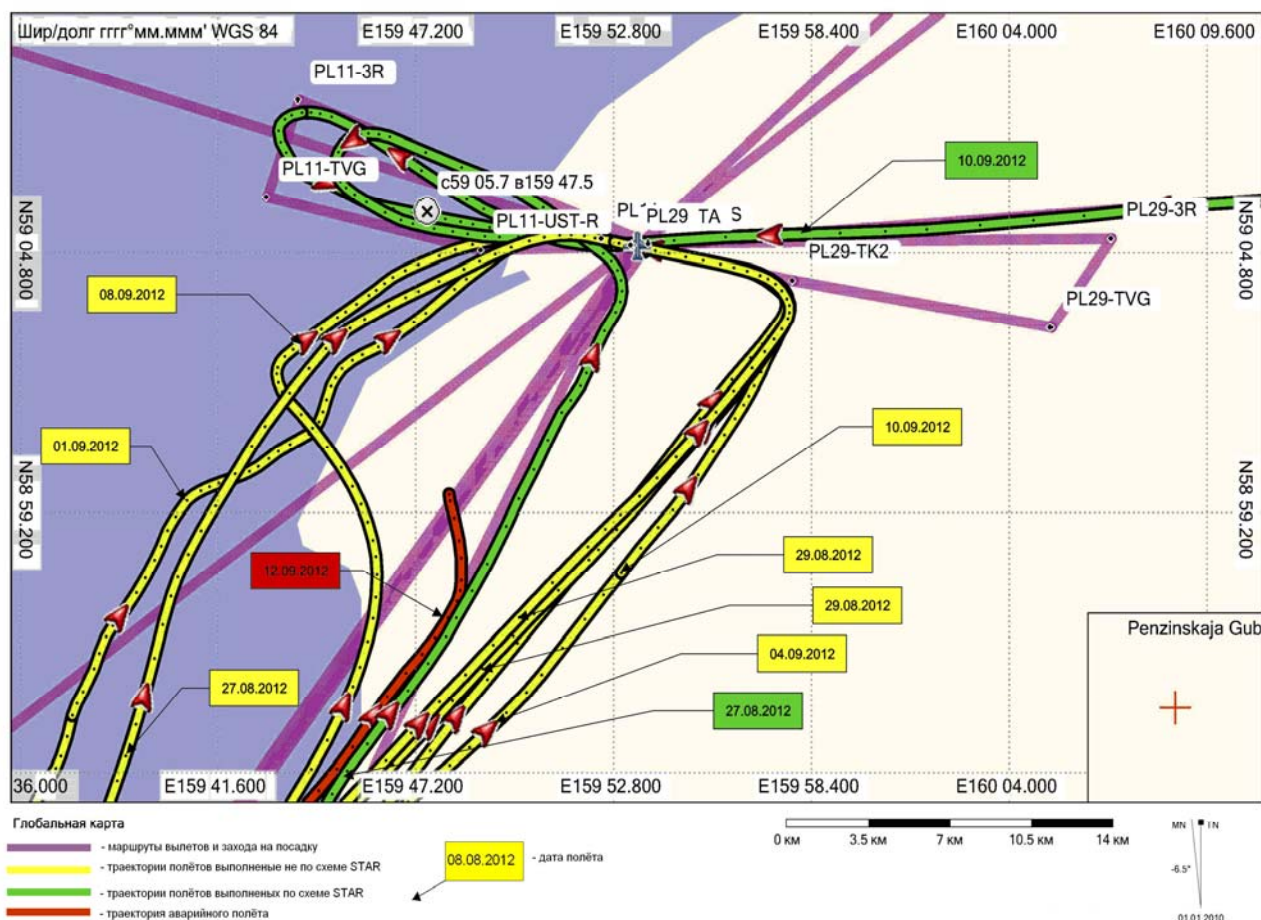 Шир/долг гггг°мм.ммм' WGS 84
E159 47.200
E159 52.800
E159 58.400
E160 04.000
E160 09.600
PL11-3R
PL11-TVG
с59 05.7 в159 47.5
10.09.2012
PL11-UST-R
PL29
TA
S
PL29-3R
PL29-TK2
PL29-TVG
N59 04.800
N59 04.800
08.09.2012
01.09.2012
10.09.2012
N58 59.200
N58 59.200
12.09.2012
29.08.2012
29.08.2012
04.09.2012
27.08.2012
27.08.2012
Penzinskaja Gub
36.000
E159 41.600
E159 47.200
E159 52.800
E159 58.400
E160 04.000
Глобальная карта
- маршруты вылетов и захода на посадку
- траектории полётов выполненые не по схеме STAR
- траектории полётов выполненых по схеме STAR
- траектория аварийного полёта
08.08.2012
- дата полёта
0 км
3.5 км
7 км
10.5 км
14 км
MN
-6.5°
01.01.2010